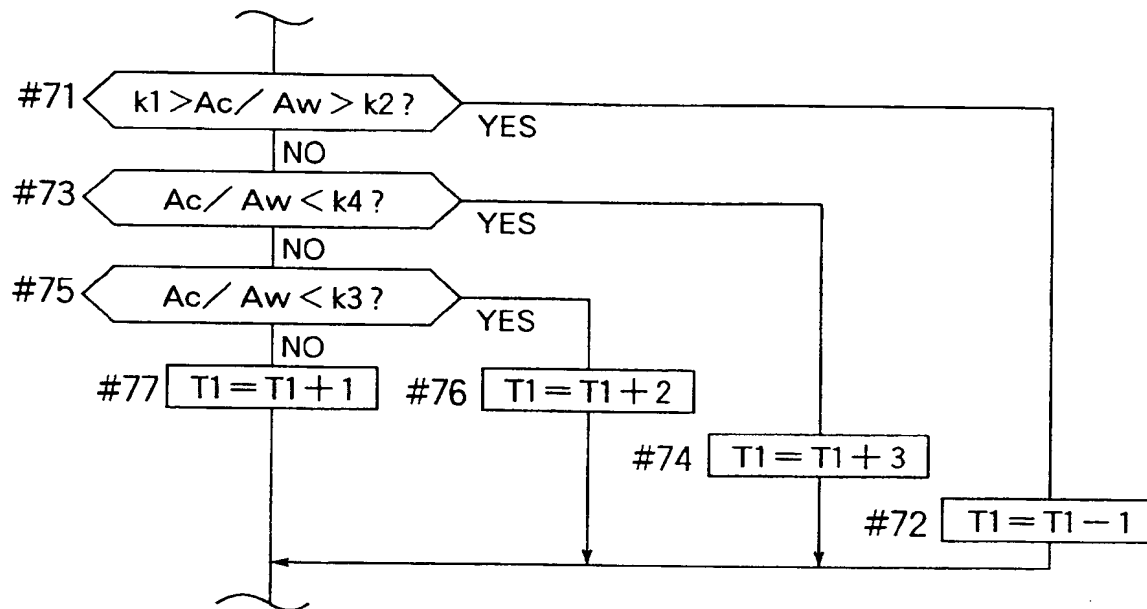 #71 k1>Ac/Aw>k2?
YES
NO
#73 Ac/Aw<k4?
YES
NO
#75 Ac/Aw<k3?
YES
NO
#77 T1=T1+1
#76 T1=T1+2
#74 T1=T1+3
#72 T1=T1-1